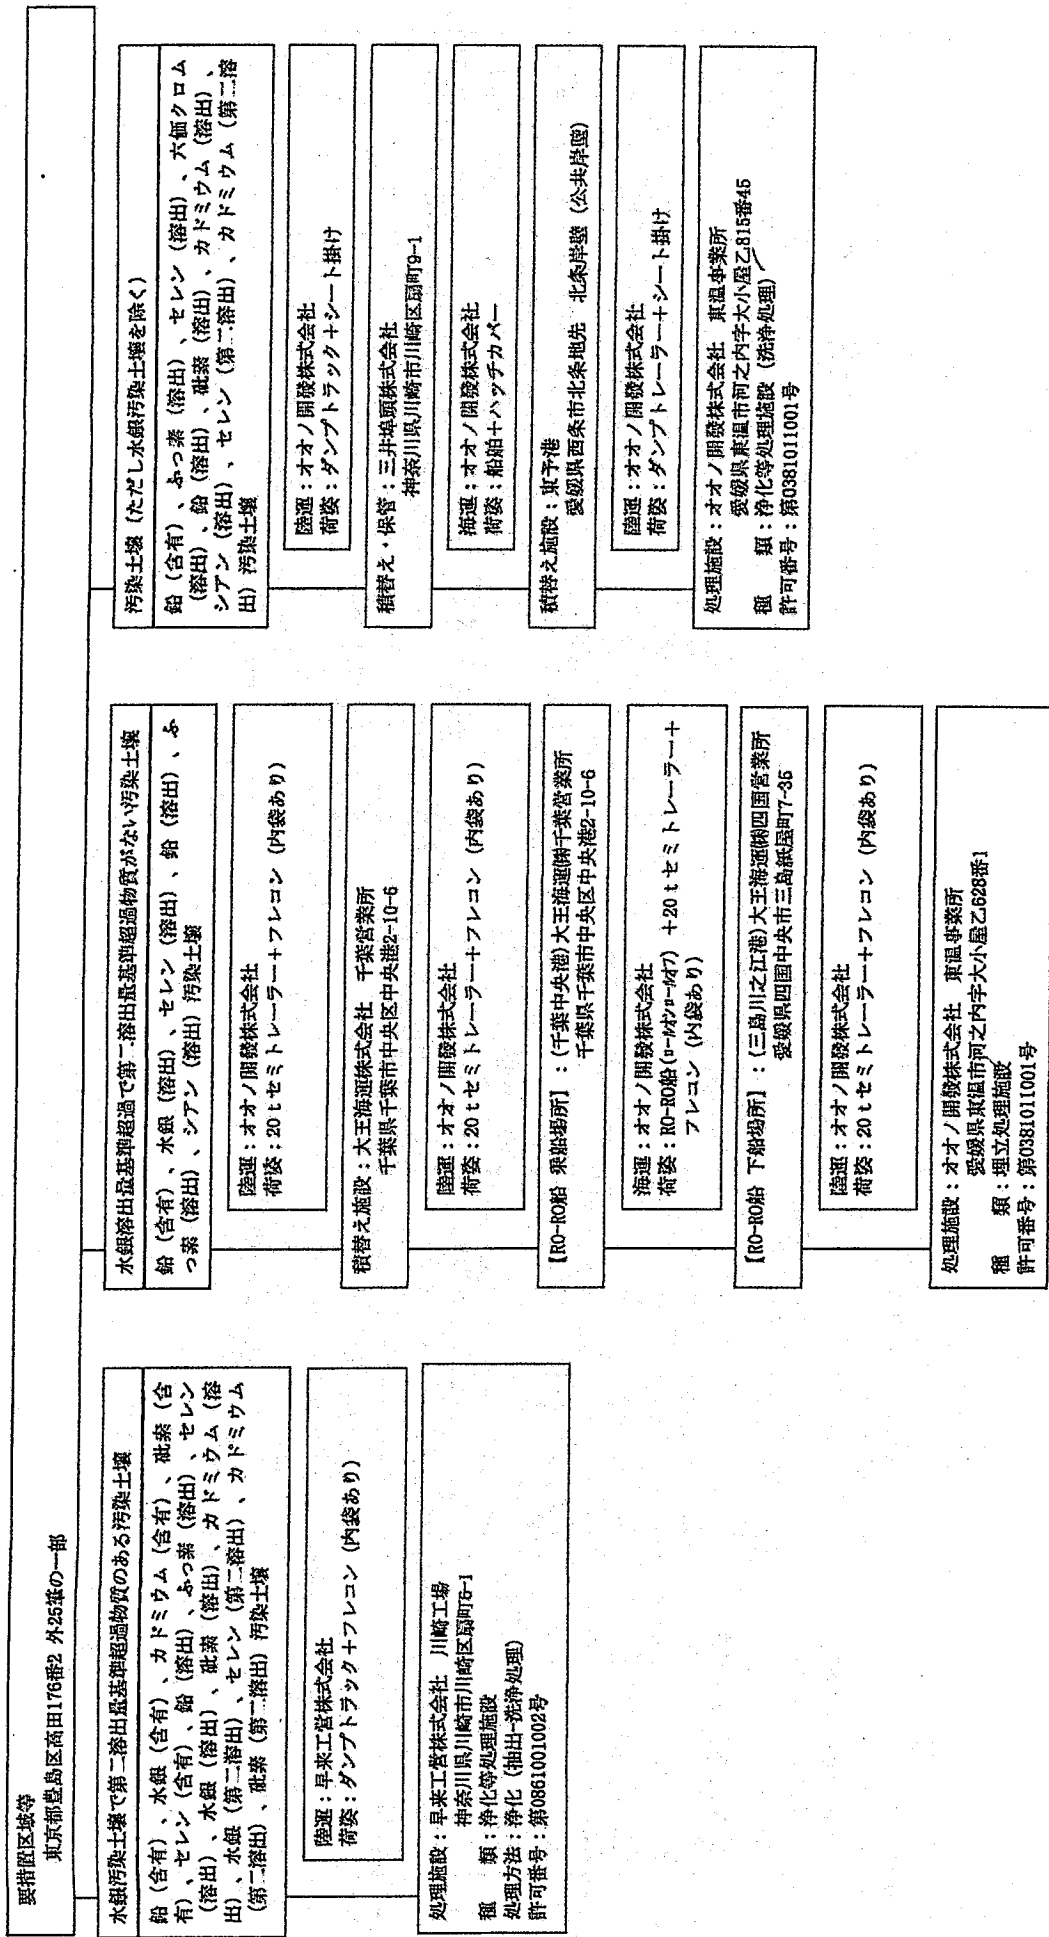 要措置区域等
東京都豊島区高田176番2 外25筆の一部
水銀汚染土壌で第二溶出量基準超過物質のある汚染土壌
鉛（含有）、水銀（含有）、カドミウム（含有）、砒素（含
有）、セレン（含有）、鉛（溶出）、ふっ素（溶出）、セレン
（溶出）、水銀（溶出）、砒素（溶出）、カドミウム（溶
出）、水銀（第二溶出）、セレン（第二溶出）、カドミウム
（第二溶出）、砒素（第二溶出）汚染土壌
陸運：早来工営株式会社
荷姿：ダンプトラック＋フレコン（内袋あり）
処理施設：早来工営株式会社　川崎工場
神奈川県川崎市川崎区扇町6-1
種　　類：浄化等処理施設
処理方法：浄化（抽出-洗浄処理）
許可番号：第0861001002号
水銀溶出量基準超過で第二溶出量基準超過物質がない汚染土壌
鉛（含有）、水銀（溶出）、セレン（溶出）、鉛（溶出）、ふ
っ素（溶出）、シアン（溶出）汚染土壌
陸運：オオノ開發株式会社
荷姿：20ｔセミトレーラー＋フレコン（内袋あり）
積替え施設：大王海運株式会社　千葉営業所
千葉県千葉市中央区中央港2-10-6
陸運：オオノ開發株式会社
荷姿：20ｔセミトレーラー＋フレコン（内袋あり）
【RO-RO船 乗船場所】：（千葉中央港）大王海運㈱千葉営業所
千葉県千葉市中央区中央港2-10-6
海運：オオノ開發株式会社
荷姿：RO-RO船（ﾛｰﾙｵﾝﾛｰﾙｵﾌ）＋20ｔセミトレーラー＋
フレコン（内袋あり）
【RO-RO船 下船場所】：（三島川之江港）大王海運㈱四国営業所
愛媛県四国中央市三島紙屋町7-35
陸運：オオノ開發株式会社
荷姿：20ｔセミトレーラー＋フレコン（内袋あり）
処理施設：オオノ開發株式会社　東温事業所
愛媛県東温市河之内字大小屋乙628番1
種　　類：埋立処理施設
許可番号：第0381011001号
汚染土壌（ただし水銀汚染土壌を除く）
鉛（含有）、ふっ素（溶出）、セレン（溶出）、六価クロム
（溶出）、鉛（溶出）、砒素（溶出）、カドミウム（溶出）、
シアン（溶出）、セレン（第二溶出）、カドミウム（第二溶
出）汚染土壌
陸運：オオノ開發株式会社
荷姿：ダンプトラック＋シート掛け
積替え・保管：三井埠頭株式会社
神奈川県川崎市川崎区扇町9-1
海運：オオノ開發株式会社
荷姿：船舶＋ハッチカバー
積替え施設：東予港
愛媛県西条市北条地先　北条岸壁（公共岸壁）
陸運：オオノ開發株式会社
荷姿：ダンプトレーラー＋シート掛け
処理施設：オオノ開發株式会社　東温事業所
愛媛県東温市河之内字大小屋乙815番45
種　　類：浄化等処理施設（洗浄処理）
許可番号：第0381011001号